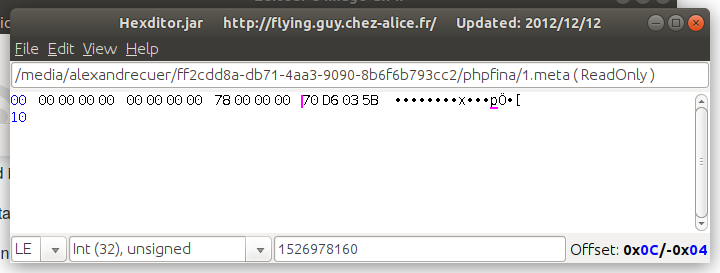 Hexditor.jar http://flying.guy.chez-alice.fr/ Updated: 2012/12/12
File Edit View Help
/media/alexandrecuer/ff2cdd8a-db71-4aa3-9090-8b6f6b793cc2/phpfina/1.meta ( ReadOnly )
00 00 00 00 00 00 00 00 00 78 00 00 00 70 D6 03 5B ••••••••x•••pÖ•[
10
LE Int (32), unsigned 1526978160 Offset: 0x0C/-0x04